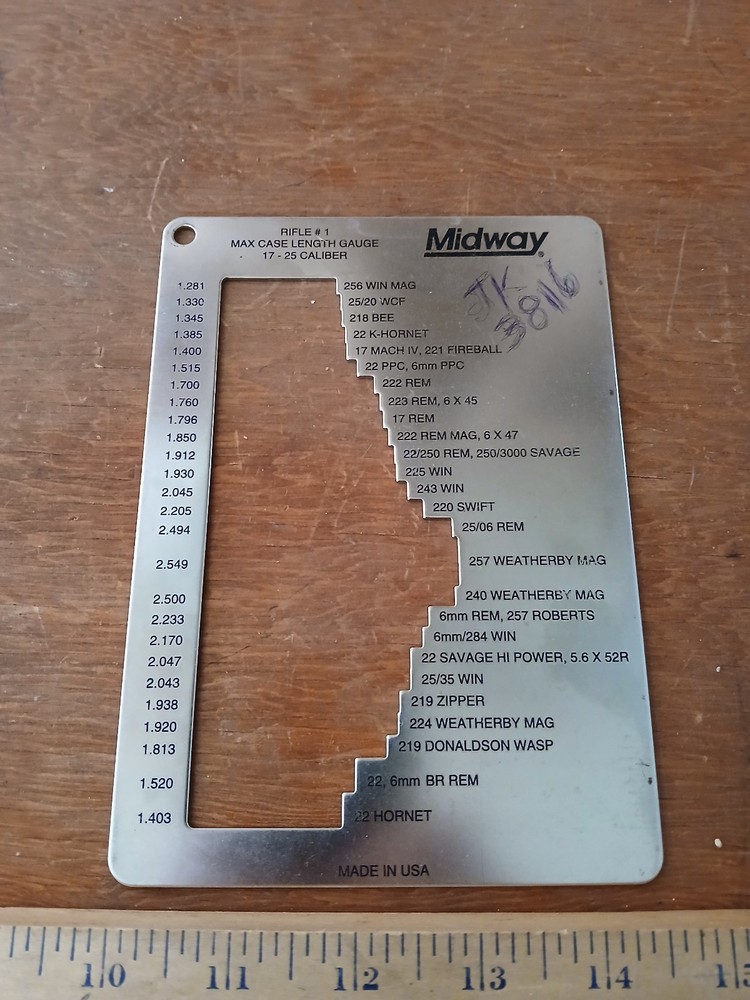 RIFLE # 1
MAX CASE LENGTH GAUGE
17 - 25 CALIBER
Midway®
JK
3816
1.281 256 WIN MAG
1.330 25/20 WCF
1.345 218 BEE
1.385 22 K-HORNET
1.400 17 MACH IV, 221 FIREBALL
1.515 22 PPC, 6mm PPC
1.700 222 REM
1.760 223 REM, 6 X 45
1.796 17 REM
1.850 222 REM MAG, 6 X 47
1.912 22/250 REM, 250/3000 SAVAGE
1.930 225 WIN
2.045 243 WIN
2.205 220 SWIFT
2.494 25/06 REM
2.549 257 WEATHERBY MAG
2.500 240 WEATHERBY MAG
2.233 6mm REM, 257 ROBERTS
2.170 6mm/284 WIN
2.047 22 SAVAGE HI POWER, 5.6 X 52R
2.043 25/35 WIN
1.938 219 ZIPPER
1.920 224 WEATHERBY MAG
1.813 219 DONALDSON WASP
1.520 22, 6mm BR REM
1.403 22 HORNET
MADE IN USA
10 11 12 13 14 15